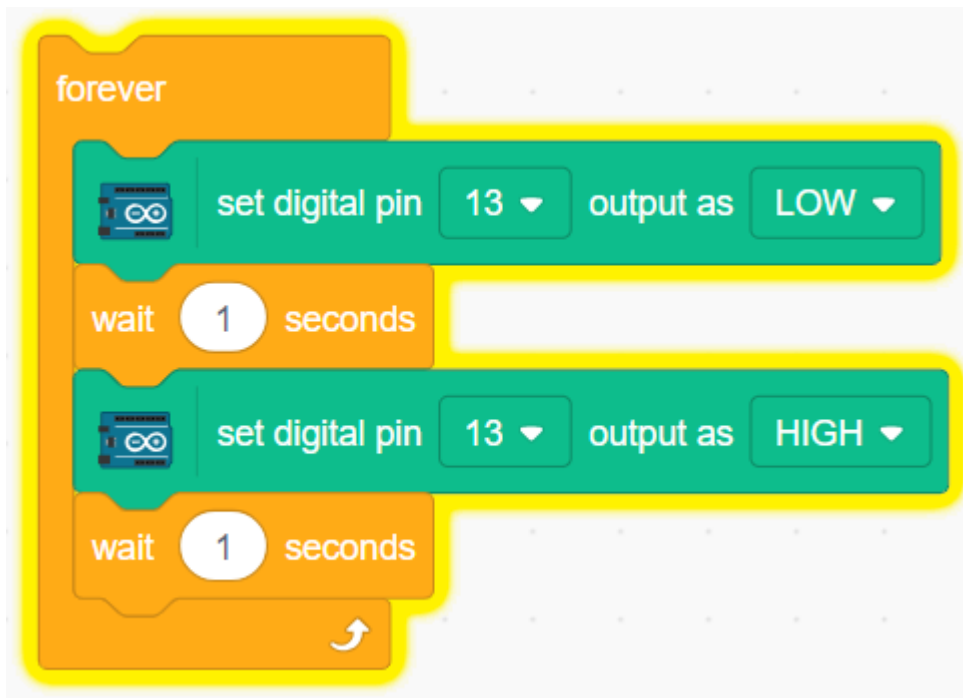 forever
set digital pin 13 output as LOW
wait 1 seconds
set digital pin 13 output as HIGH
wait 1 seconds